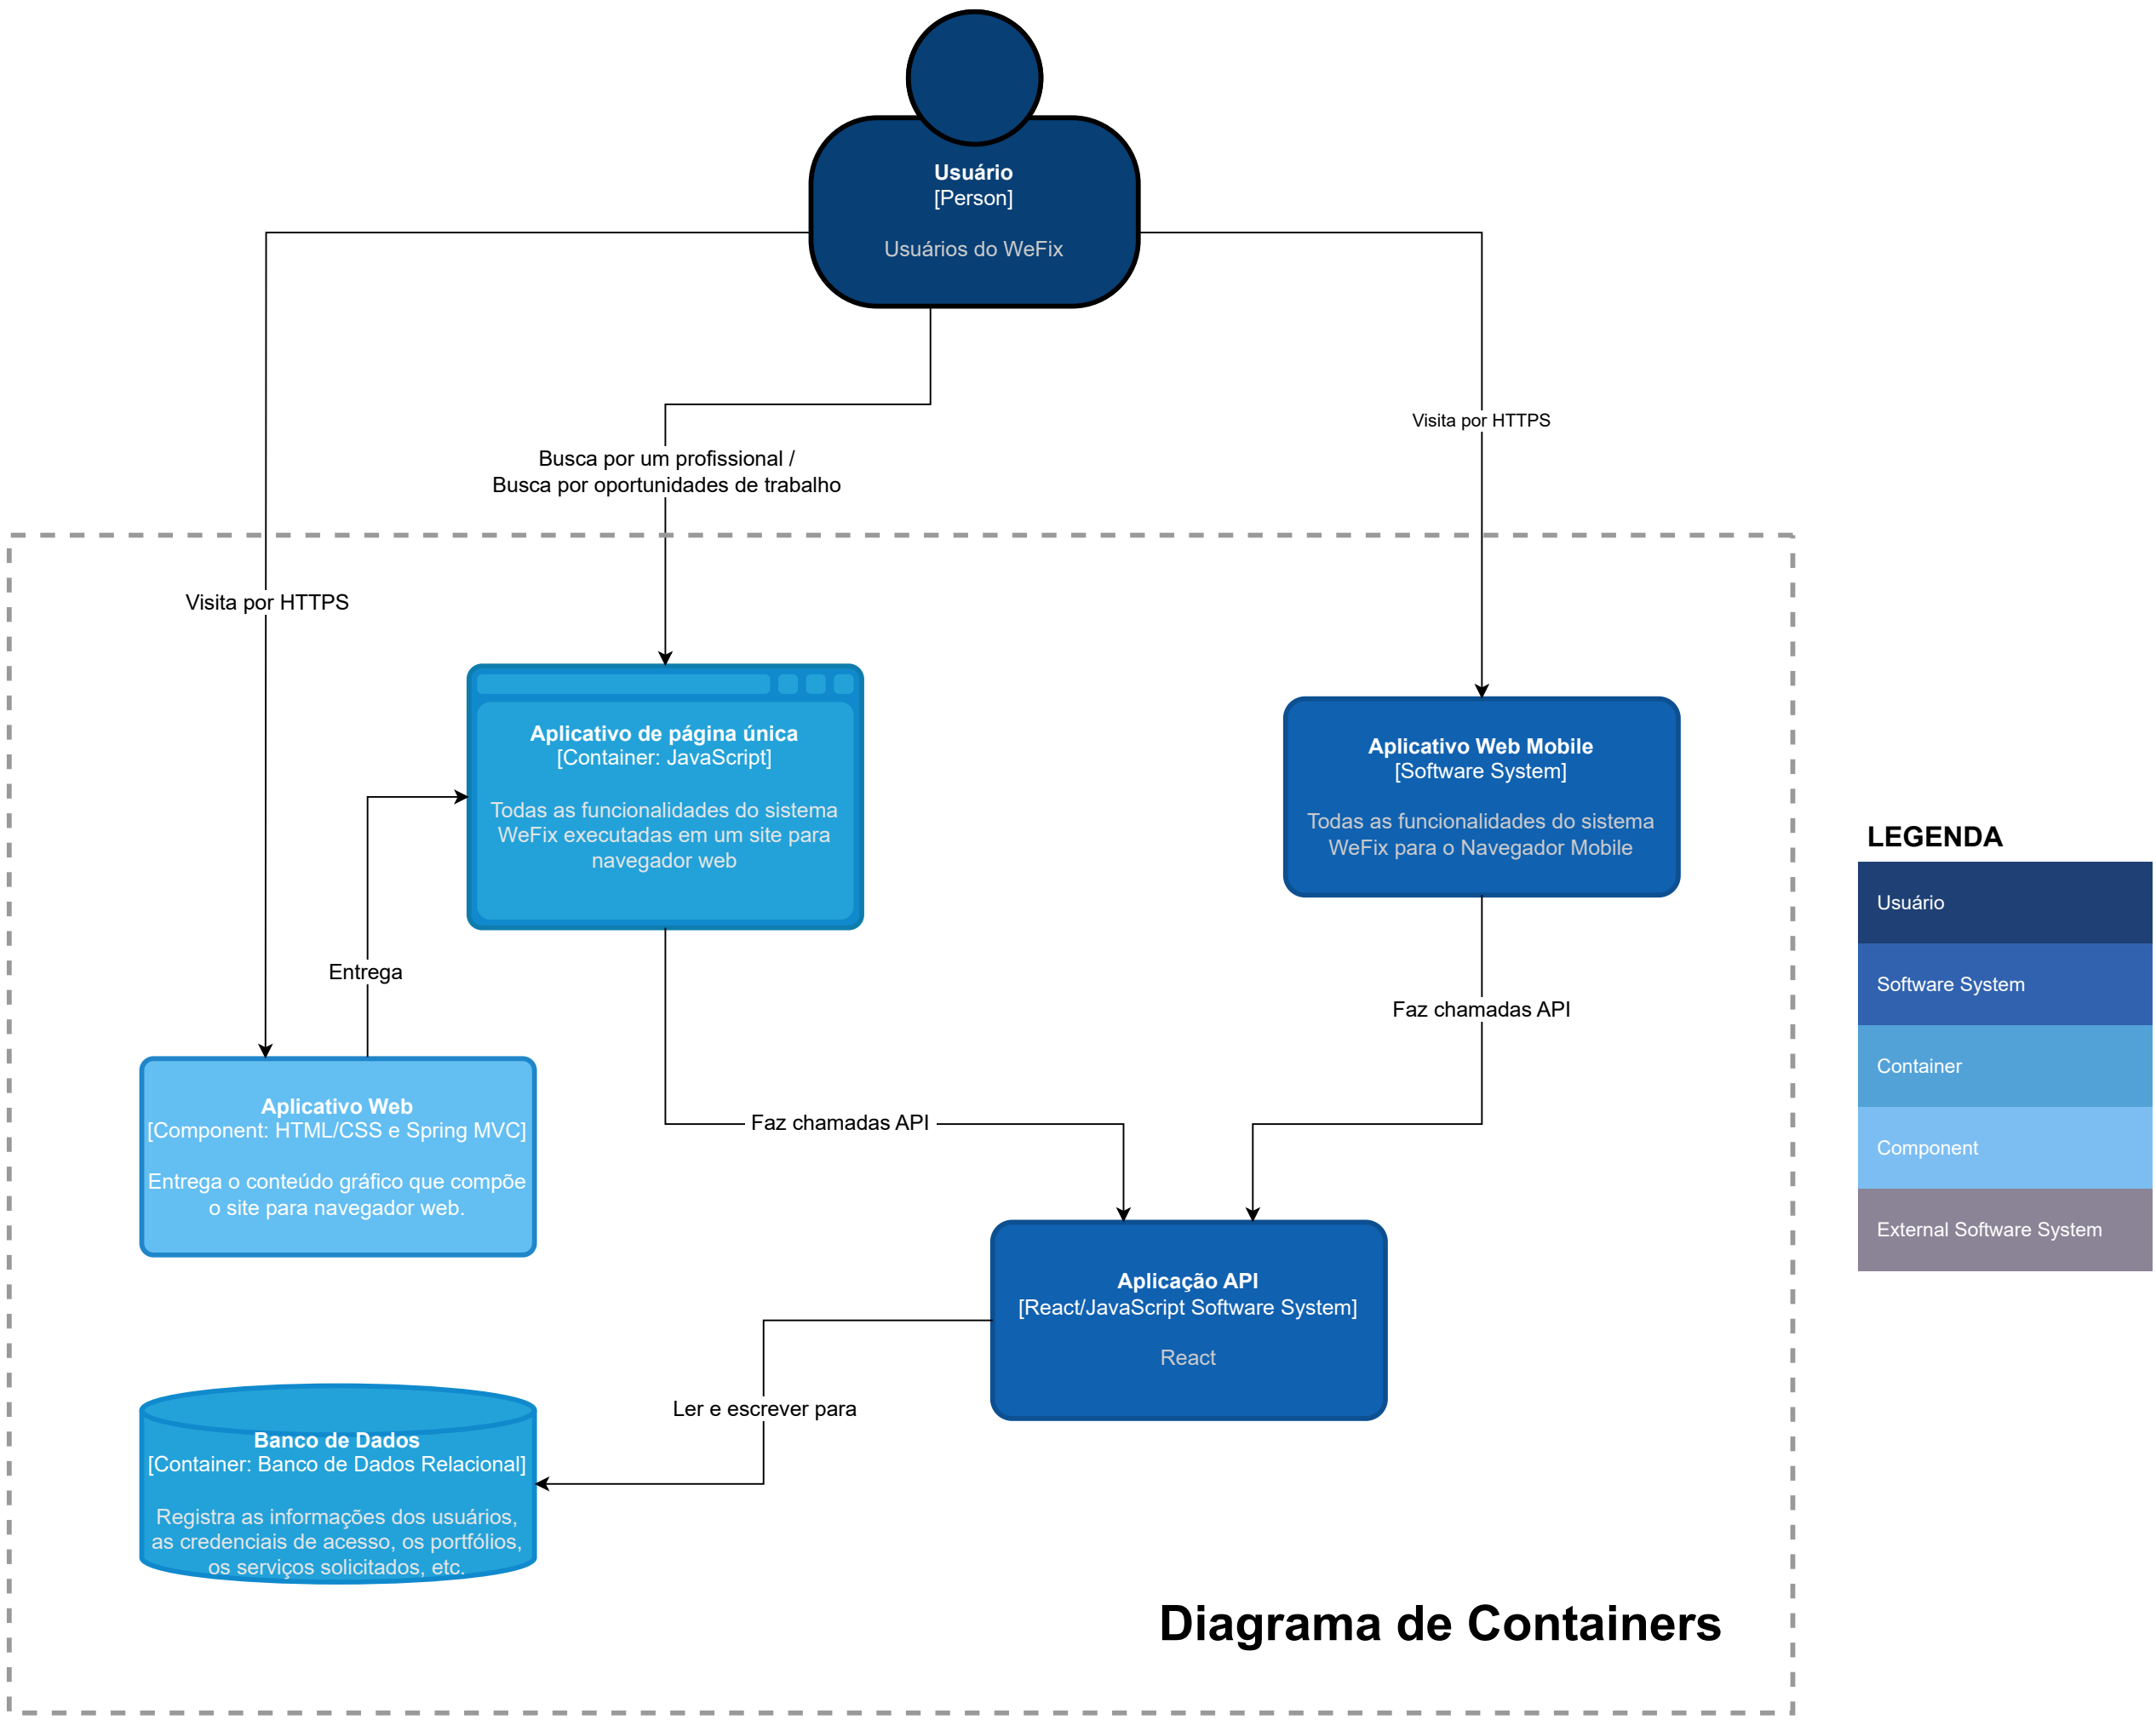 Usuário
[Person]
Usuários do WeFix
Visita por HTTPS
Busca por um profissional /
Busca por oportunidades de trabalho
Visita por HTTPS
Aplicativo de página única
[Container: JavaScript]
Todas as funcionalidades do sistema
WeFix executadas em um site para
navegador web
Aplicativo Web Mobile
[Software System]
Todas as funcionalidades do sistema
WeFix para o Navegador Mobile
Entrega
Faz chamadas API
Faz chamadas API
Aplicativo Web
[Component: HTML/CSS e Spring MVC]
Entrega o conteúdo gráfico que compõe
o site para navegador web.
Aplicação API
[React/JavaScript Software System]
React
Ler e escrever para
Banco de Dados
[Container: Banco de Dados Relacional]
Registra as informações dos usuários,
as credenciais de acesso, os portfólios,
os serviços solicitados, etc.
Diagrama de Containers
LEGENDA
Usuário
Software System
Container
Component
External Software System